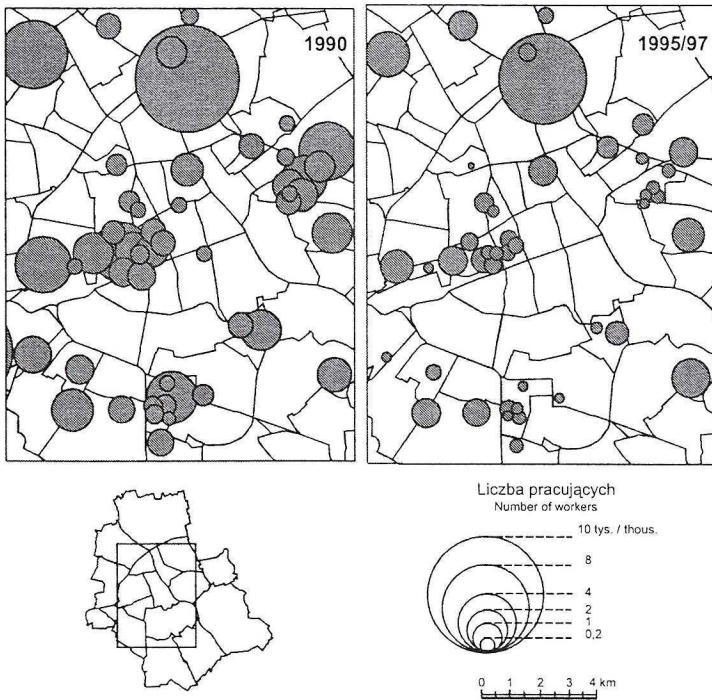 1990
1995/97
Liczba pracujących
Number of workers
10 tys. / thous.
8
4
2
1
0,2
0 1 2 3 4 km